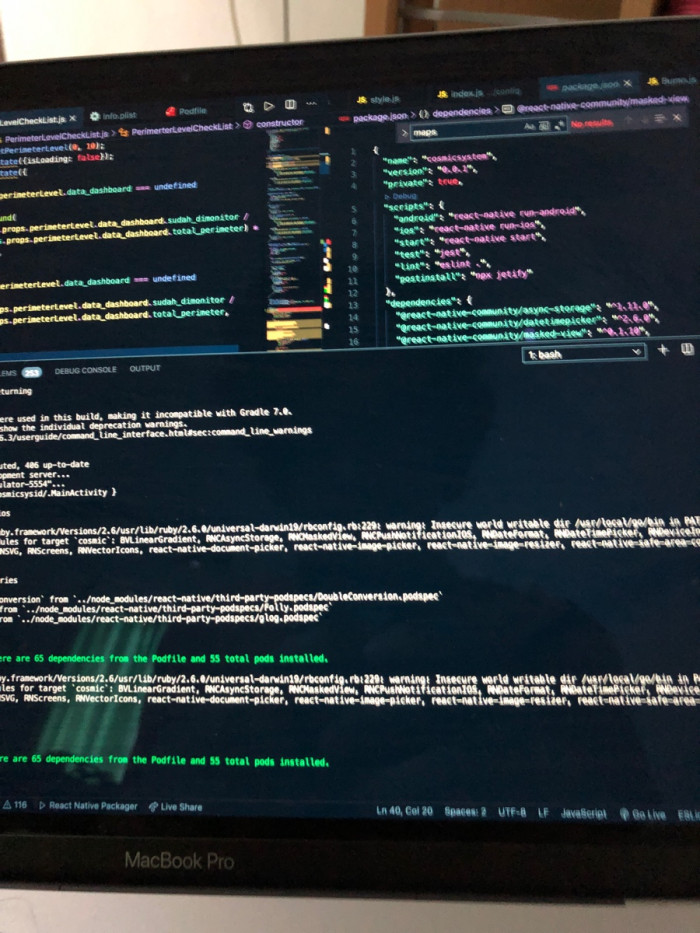 LevelCheckList.js × Info.plist Podfile
PerimeterLevelCheckList.js > PerimerterLevelCheckList > constructor
tPerimeterLevel(0, 10);
tate({isLoading: false});
tate({
perimeterLevel.data_dashboard === undefined
und(
.props.perimeterLevel.data_dashboard.sudah_dimonitor /
.props.perimeterLevel.data_dashboard.total_perimeter) *
erimeterLevel.data_dashboard === undefined
ps.perimeterLevel.data_dashboard.sudah_dimonitor /
ps.perimeterLevel.data_dashboard.total_perimeter,
style.js index.js .../config package.json ×
package.json > {} dependencies > @react-native-community/masked-view
maps
No results
1 {
2 "name": "cosmicsystem",
3 "version": "0.0.1",
4 "private": true,
Debug
5 "scripts": {
6 "android": "react-native run-android",
7 "ios": "react-native run-ios",
8 "start": "react-native start",
9 "test": "jest",
10 "lint": "eslint .",
11 "postinstall": "npx jetify"
12 },
13 "dependencies": {
14 "@react-native-community/async-storage": "^1.11.0",
15 "@react-native-community/datetimepicker": "^2.6.0",
16 "@react-native-community/masked-view": "^0.1.10",
EMS 253 DEBUG CONSOLE OUTPUT
1: bash
turning
ere used in this build, making it incompatible with Gradle 7.0.
show the individual deprecation warnings.
6.3/userguide/command_line_interface.html#sec:command_line_warnings
uted, 406 up-to-date
opment server...
ulator-5554"...
osmicsysid/.MainActivity }
ios
by.framework/Versions/2.6/usr/lib/ruby/2.6.0/universal-darwin19/rbconfig.rb:229: warning: Insecure world writable dir /usr/local/go/bin in PAT
ules for target `cosmic`: BVLinearGradient, RNCAsyncStorage, RNCMaskedView, RNCPushNotificationIOS, RNDateFormat, RNDateTimePicker, RNDeviceIn
NSVG, RNScreens, RNVectorIcons, react-native-document-picker, react-native-image-picker, react-native-image-resizer, react-native-safe-area-co
ries
onversion` from `../node_modules/react-native/third-party-podspecs/DoubleConversion.podspec`
from `../node_modules/react-native/third-party-podspecs/Folly.podspec`
rom `../node_modules/react-native/third-party-podspecs/glog.podspec`
ere are 65 dependencies from the Podfile and 55 total pods installed.
by.framework/Versions/2.6/usr/lib/ruby/2.6.0/universal-darwin19/rbconfig.rb:229: warning: Insecure world writable dir /usr/local/go/bin in P
les for target `cosmic`: BVLinearGradient, RNCAsyncStorage, RNCMaskedView, RNCPushNotificationIOS, RNDateFormat, RNDateTimePicker, RNDevic
SVG, RNScreens, RNVectorIcons, react-native-document-picker, react-native-image-picker, react-native-image-resizer, react-native-safe-area-
re are 65 dependencies from the Podfile and 55 total pods installed.
116 React Native Packager Live Share
Ln 40, Col 20 Spaces: 2 UTF-8 LF JavaScript Go Live ESLi
MacBook Pro